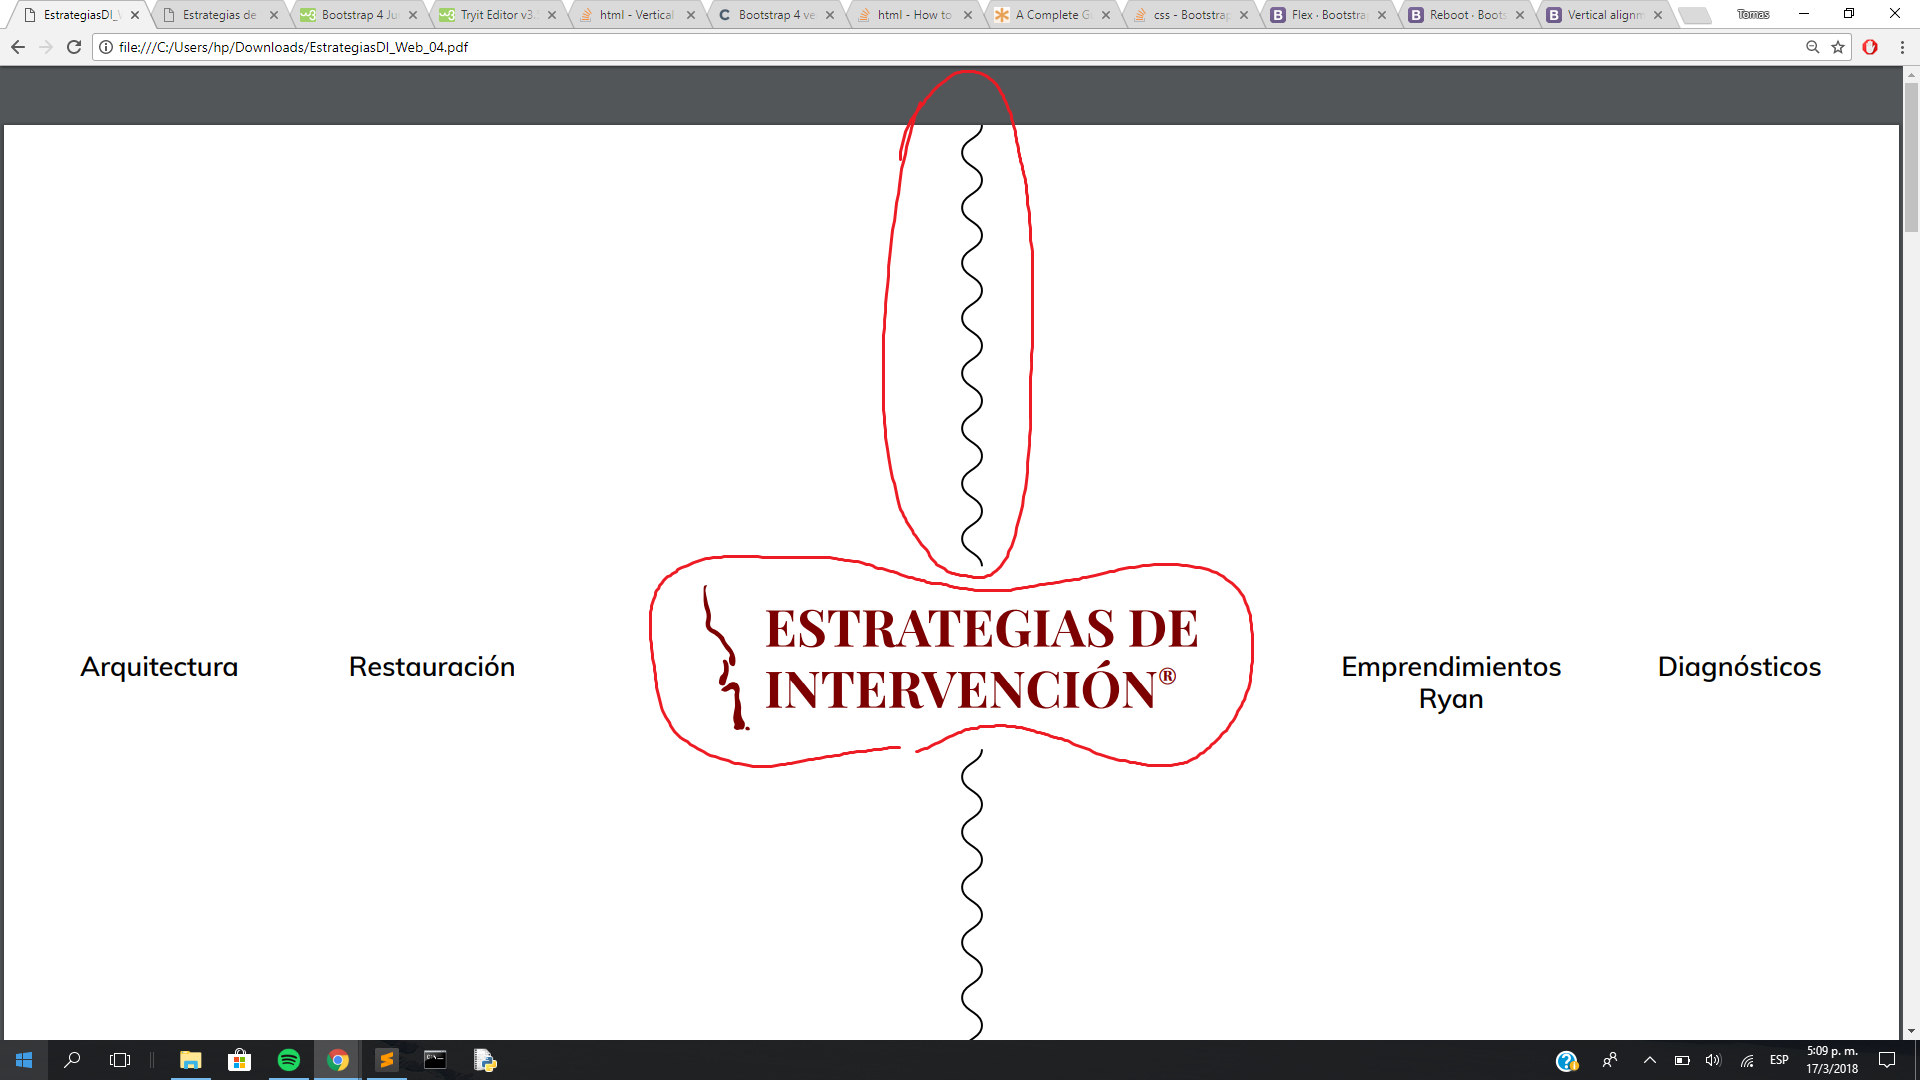 EstrategiasDI_
Estrategias de
Bootstrap 4 Ju
Tryit Editor v3.
html - Vertical
Bootstrap 4 ve
html - How to
A Complete G
css - Bootstrap
Flex · Bootstra
Reboot · Boots
Vertical alignm
Tomas
file:///C:/Users/hp/Downloads/EstrategiasDI_Web_04.pdf
ESTRATEGIAS DE
INTERVENCIÓN®
Arquitectura
Restauración
Emprendimientos
Ryan
Diagnósticos
ESP
5:09 p. m.
17/3/2018